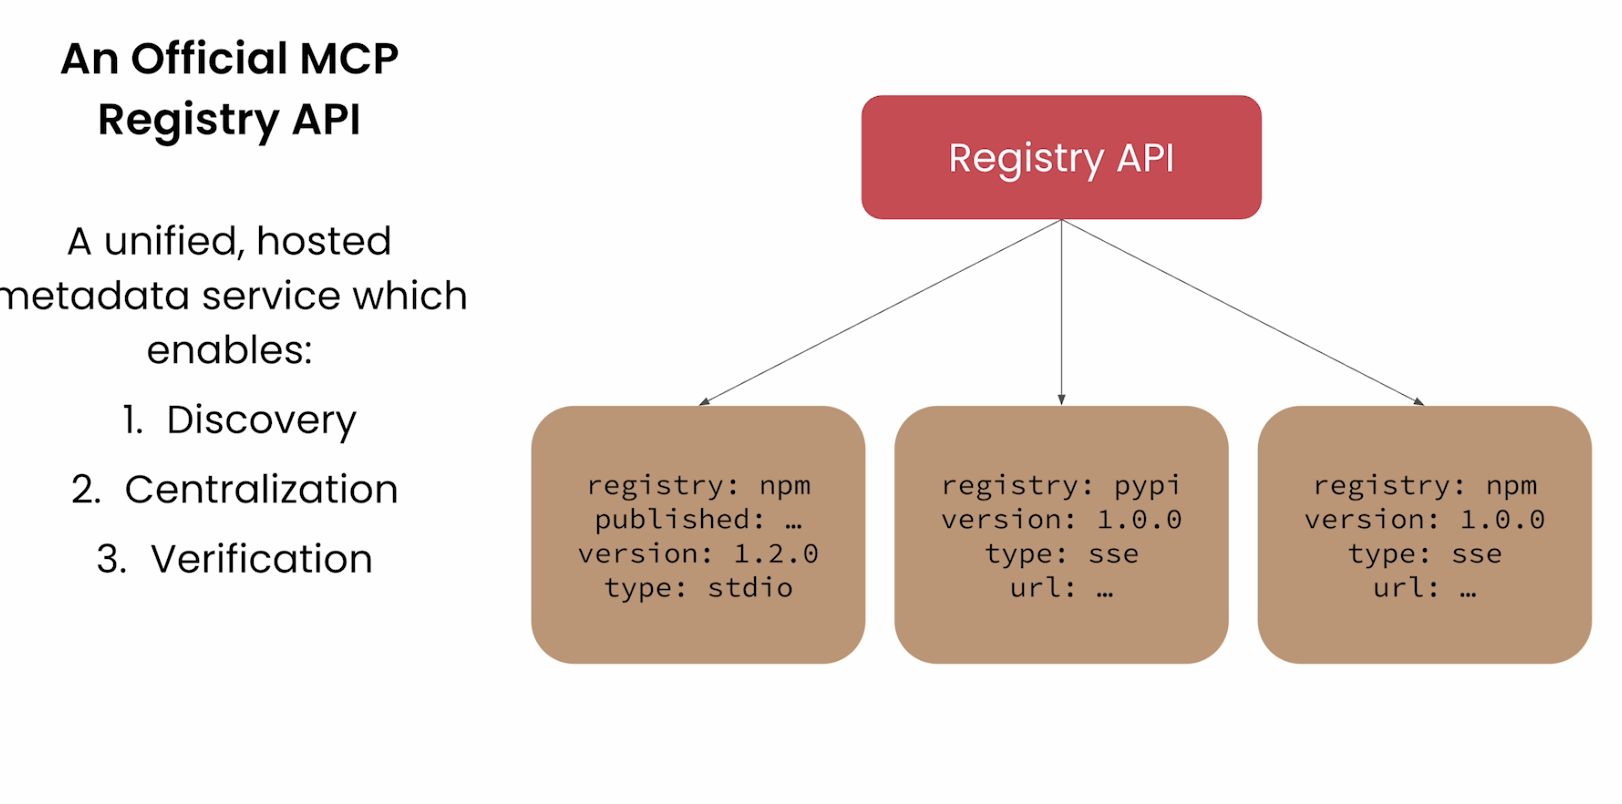 An Official MCP
Registry API
A unified, hosted
metadata service which
enables:
1. Discovery
2. Centralization
3. Verification
Registry API
registry: npm
published: …
version: 1.2.0
type: stdio
registry: pypi
version: 1.0.0
type: sse
url: …
registry: npm
version: 1.0.0
type: sse
url: …